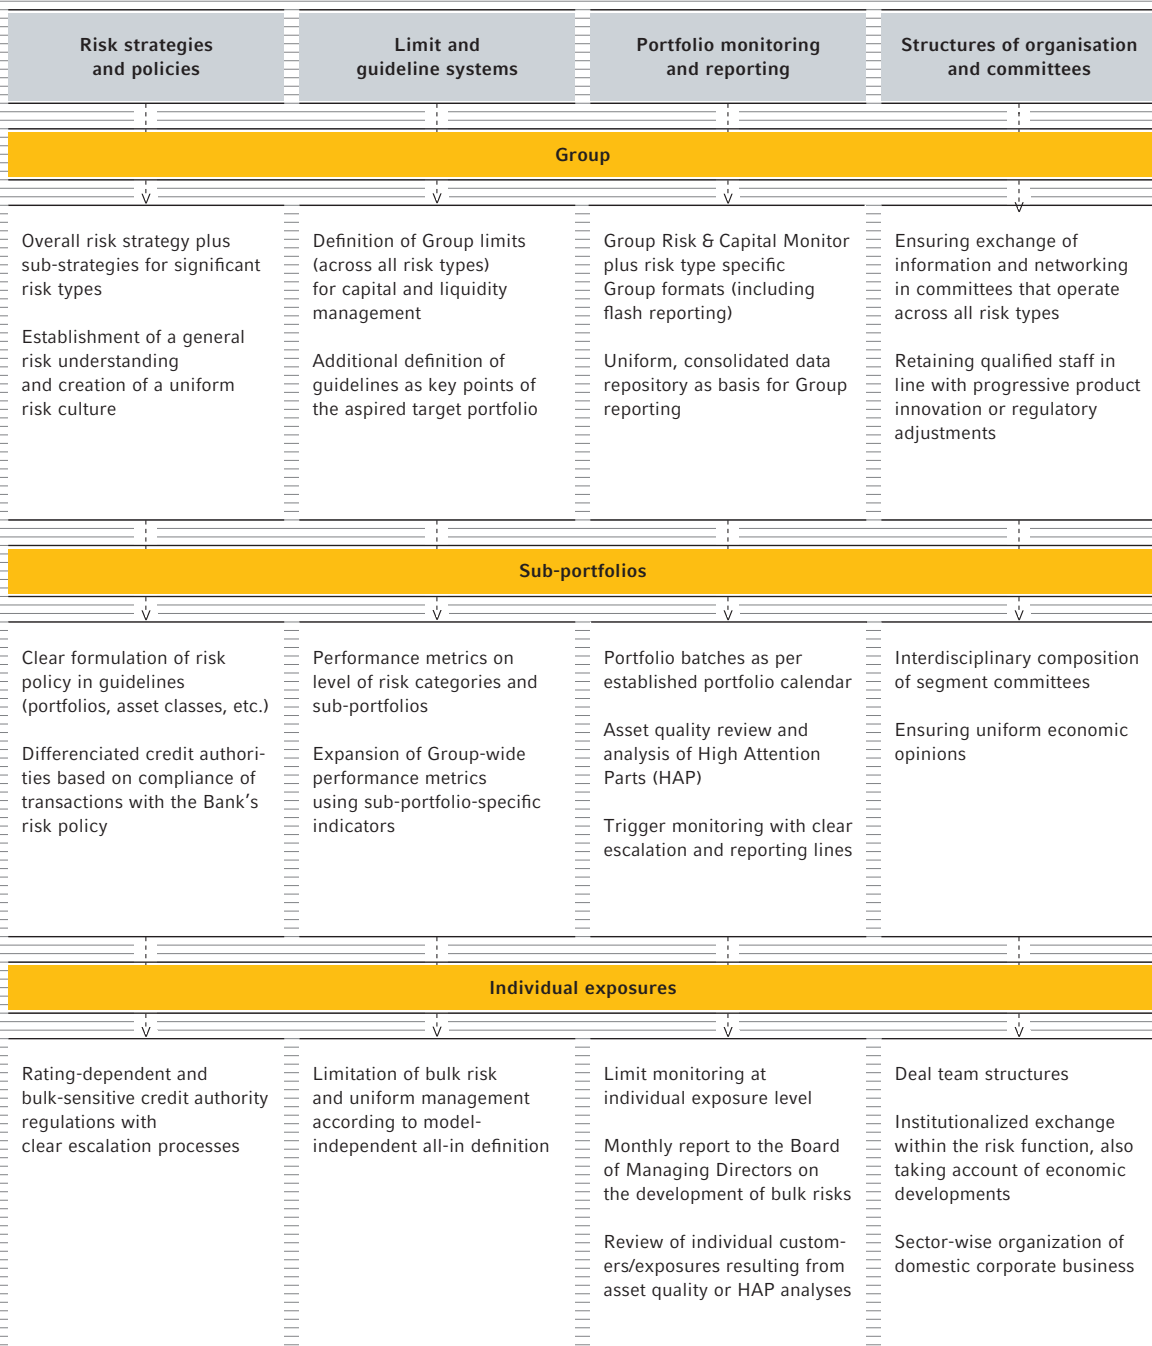 Risk strategies
and policies
Limit and
guideline systems
Portfolio monitoring
and reporting
Structures of organisation
and committees
Group
Overall risk strategy plus
sub-strategies for significant
risk types
Establishment of a general
risk understanding
and creation of a uniform
risk culture
Definition of Group limits
(across all risk types)
for capital and liquidity
management
Additional definition of
guidelines as key points of
the aspired target portfolio
Group Risk & Capital Monitor
plus risk type specific
Group formats (including
flash reporting)
Uniform, consolidated data
repository as basis for Group
reporting
Ensuring exchange of
information and networking
in committees that operate
across all risk types
Retaining qualified staff in
line with progressive product
innovation or regulatory
adjustments
Sub-portfolios
Clear formulation of risk
policy in guidelines
(portfolios, asset classes, etc.)
Differenciated credit authori-
ties based on compliance of
transactions with the Bank’s
risk policy
Performance metrics on
level of risk categories and
sub-portfolios
Expansion of Group-wide
performance metrics
using sub-portfolio-specific
indicators
Portfolio batches as per
established portfolio calendar
Asset quality review and
analysis of High Attention
Parts (HAP)
Trigger monitoring with clear
escalation and reporting lines
Interdisciplinary composition
of segment committees
Ensuring uniform economic
opinions
Individual exposures
Rating-dependent and
bulk-sensitive credit authority
regulations with
clear escalation processes
Limitation of bulk risk
and uniform management
according to model-
independent all-in definition
Limit monitoring at
individual exposure level
Monthly report to the Board
of Managing Directors on
the development of bulk risks
Review of individual custom-
ers/exposures resulting from
asset quality or HAP analyses
Deal team structures
Institutionalized exchange
within the risk function, also
taking account of economic
developments
Sector-wise organization of
domestic corporate business